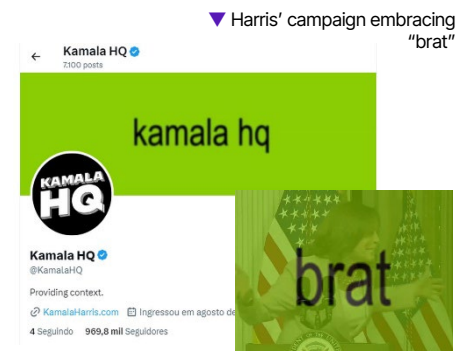 ▼ Harris’ campaign embracing
“brat”
← Kamala HQ
7.100 posts
kamala hq
KAMALA
HQ
Kamala HQ
@KamalaHQ
Providing context.
KamalaHarris.com Ingressou em agosto de
4 Seguindo 969,8 mil Seguidores
brat